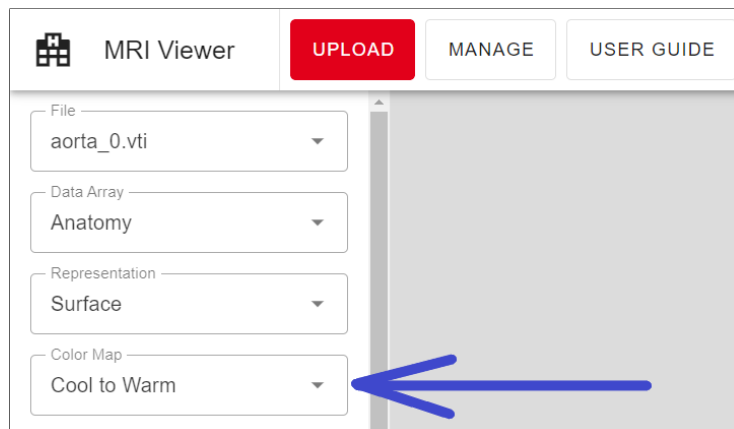 MRI Viewer
UPLOAD
MANAGE
USER GUIDE
File
aorta_0.vti
Data Array
Anatomy
Representation
Surface
Color Map
Cool to Warm